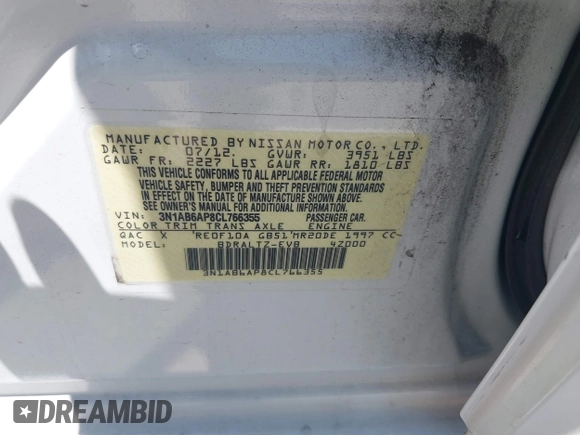 MANUFACTURED BY NISSAN MOTOR CO., LTD.
DATE: 07/12. GVWR: 3951 LBS
GAWR FR: 2227 LBS GAWR RR: 1810 LBS
THIS VEHICLE CONFORMS TO ALL APPLICABLE FEDERAL MOTOR
VEHICLE SAFETY, BUMPER AND THEFT PREVENTION STANDARDS
IN EFFECT ON THE DATE OF MANUFACTURE SHOWN ABOVE.
SEE OWNER'S MANUAL FOR ADDITIONAL INFORMATION.
VIN: 3N1AB6AP8CL766355 PASSENGER CAR.
COLOR TRIM TRANS AXLE ENGINE
QAC X RE0F10A GB51 MR20DE 1997 CC
BDRALTZ-EVB 4Z000
3N1AB6AP8CL766355
DREAMBID